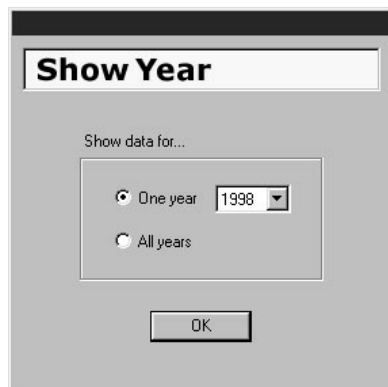 Show Year
Show data for...
One year 1998
All years
OK